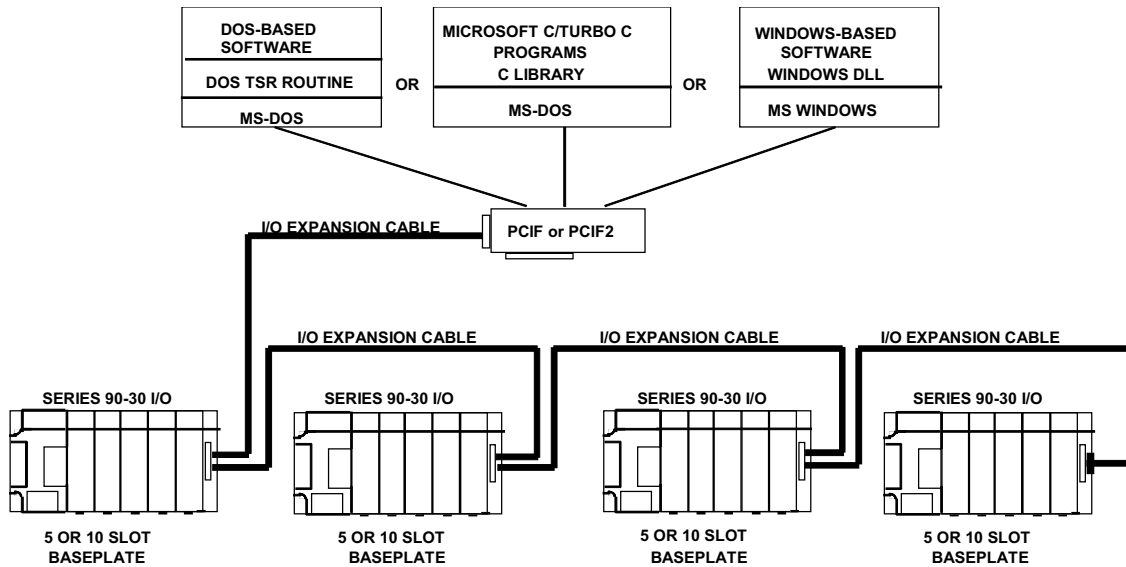 DOS-BASED
SOFTWARE
DOS TSR ROUTINE
MS-DOS
OR
MICROSOFT C/TURBO C
PROGRAMS
C LIBRARY
MS-DOS
OR
WINDOWS-BASED
SOFTWARE
WINDOWS DLL
MS WINDOWS
I/O EXPANSION CABLE
PCIF or PCIF2
I/O EXPANSION CABLE
I/O EXPANSION CABLE
I/O EXPANSION CABLE
SERIES 90-30 I/O
SERIES 90-30 I/O
SERIES 90-30 I/O
SERIES 90-30 I/O
5 OR 10 SLOT
BASEPLATE
5 OR 10 SLOT
BASEPLATE
5 OR 10 SLOT
BASEPLATE
5 OR 10 SLOT
BASEPLATE